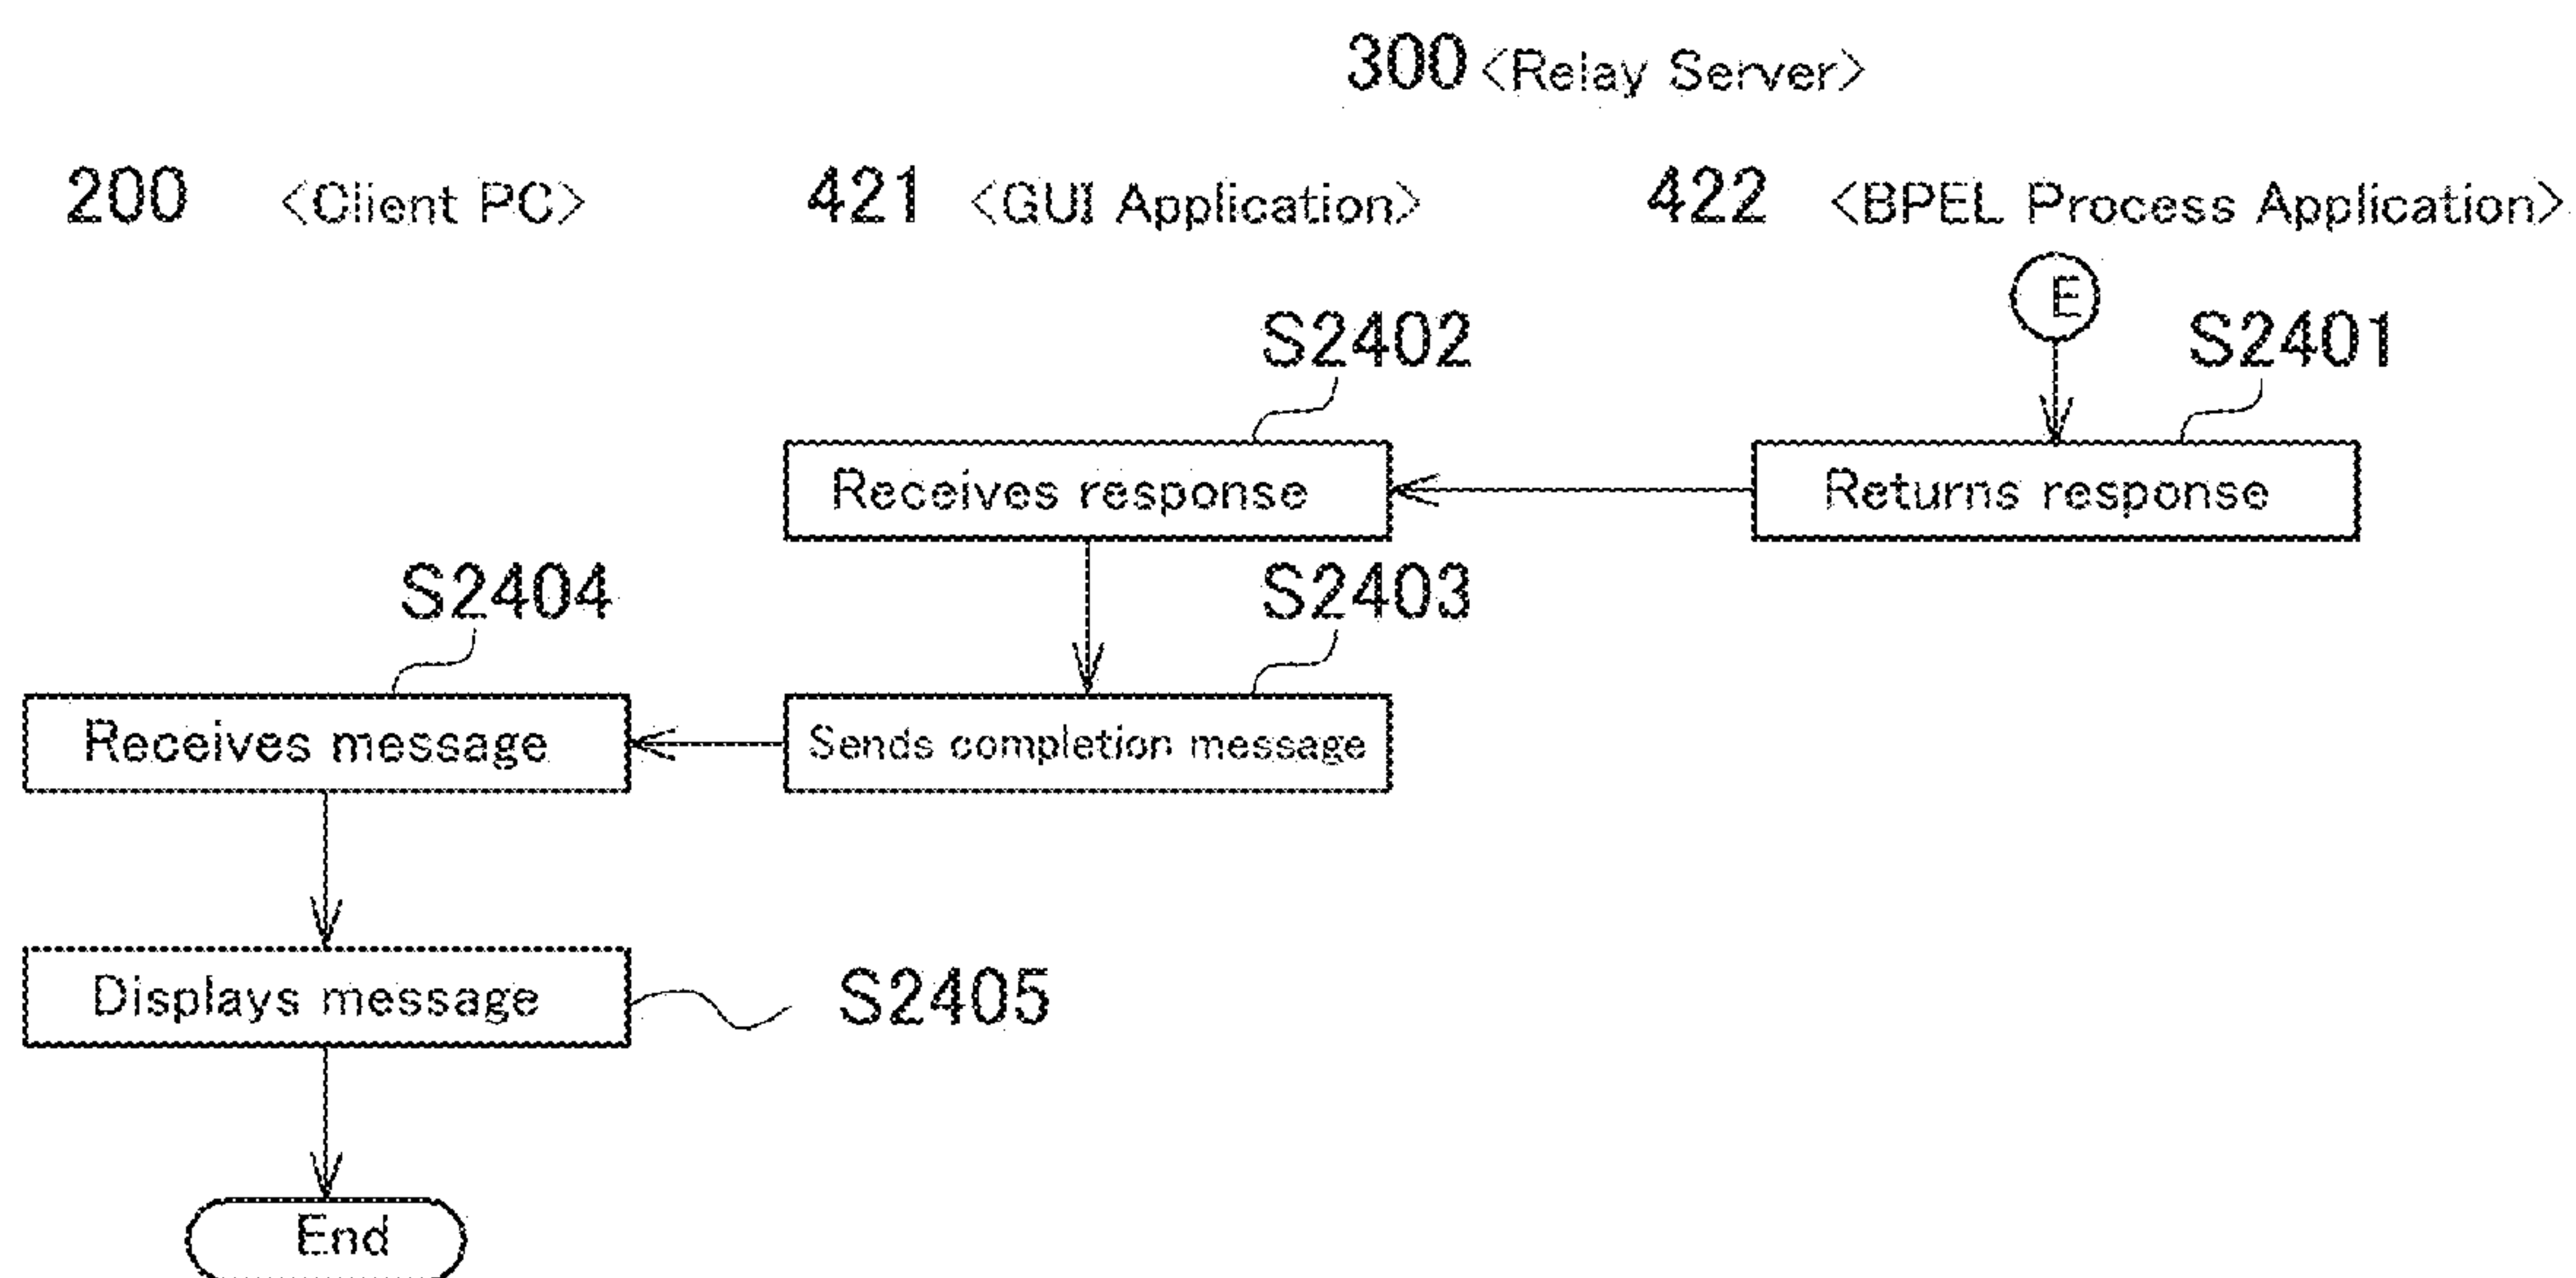 300 <Relay Server>
200 <Client PC> 421 <GUI Application> 422 <BPEL Process Application>
E
S2402 S2401
Receives response Returns response
S2404 S2403
Receives message Sends completion message
Displays message S2405
End